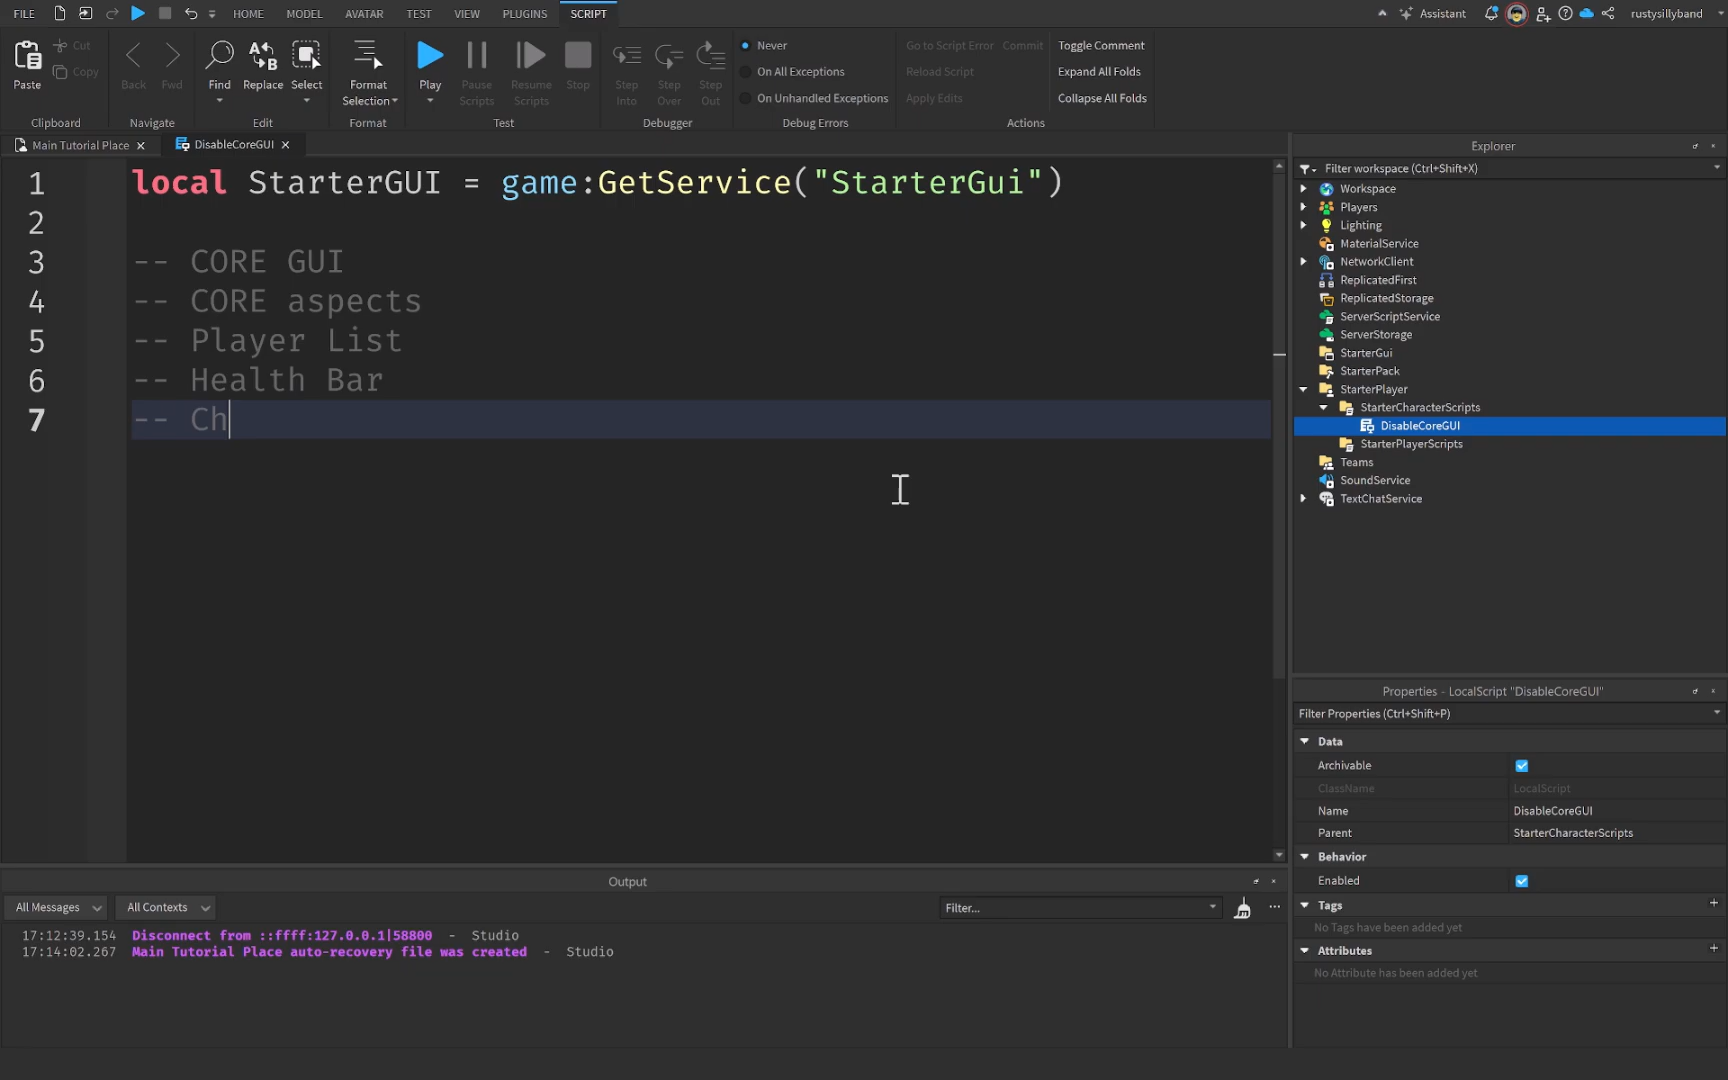 FILE HOME MODEL AVATAR TEST VIEW PLUGINS SCRIPT Assistant rustysillyband
Paste Cut Copy
Back Fwd
Find Replace Select
Format Selection
Play Pause Scripts Resume Scripts Stop
Step Into Step Over Step Out
Never
On All Exceptions
On Unhandled Exceptions
Go to Script Error Commit
Reload Script
Apply Edits
Toggle Comment
Expand All Folds
Collapse All Folds
Clipboard Navigate Edit Format Test Debugger Debug Errors Actions
Main Tutorial Place DisableCoreGUI
1 local StarterGUI = game:GetService("StarterGui")
2
3 -- CORE GUI
4 -- CORE aspects
5 -- Player List
6 -- Health Bar
7 -- Ch
Explorer
Filter workspace (Ctrl+Shift+X)
Workspace
Players
Lighting
MaterialService
NetworkClient
ReplicatedFirst
ReplicatedStorage
ServerScriptService
ServerStorage
StarterGui
StarterPack
StarterPlayer
StarterCharacterScripts
DisableCoreGUI
StarterPlayerScripts
Teams
SoundService
TextChatService
Properties - LocalScript "DisableCoreGUI"
Filter Properties (Ctrl+Shift+P)
Data
Archivable
ClassName LocalScript
Name DisableCoreGUI
Parent StarterCharacterScripts
Behavior
Enabled
Tags
No Tags have been added yet
Attributes
No Attribute has been added yet
Output
All Messages All Contexts Filter...
17:12:39.154 Disconnect from ::ffff:127.0.0.1|58800 - Studio
17:14:02.267 Main Tutorial Place auto-recovery file was created - Studio